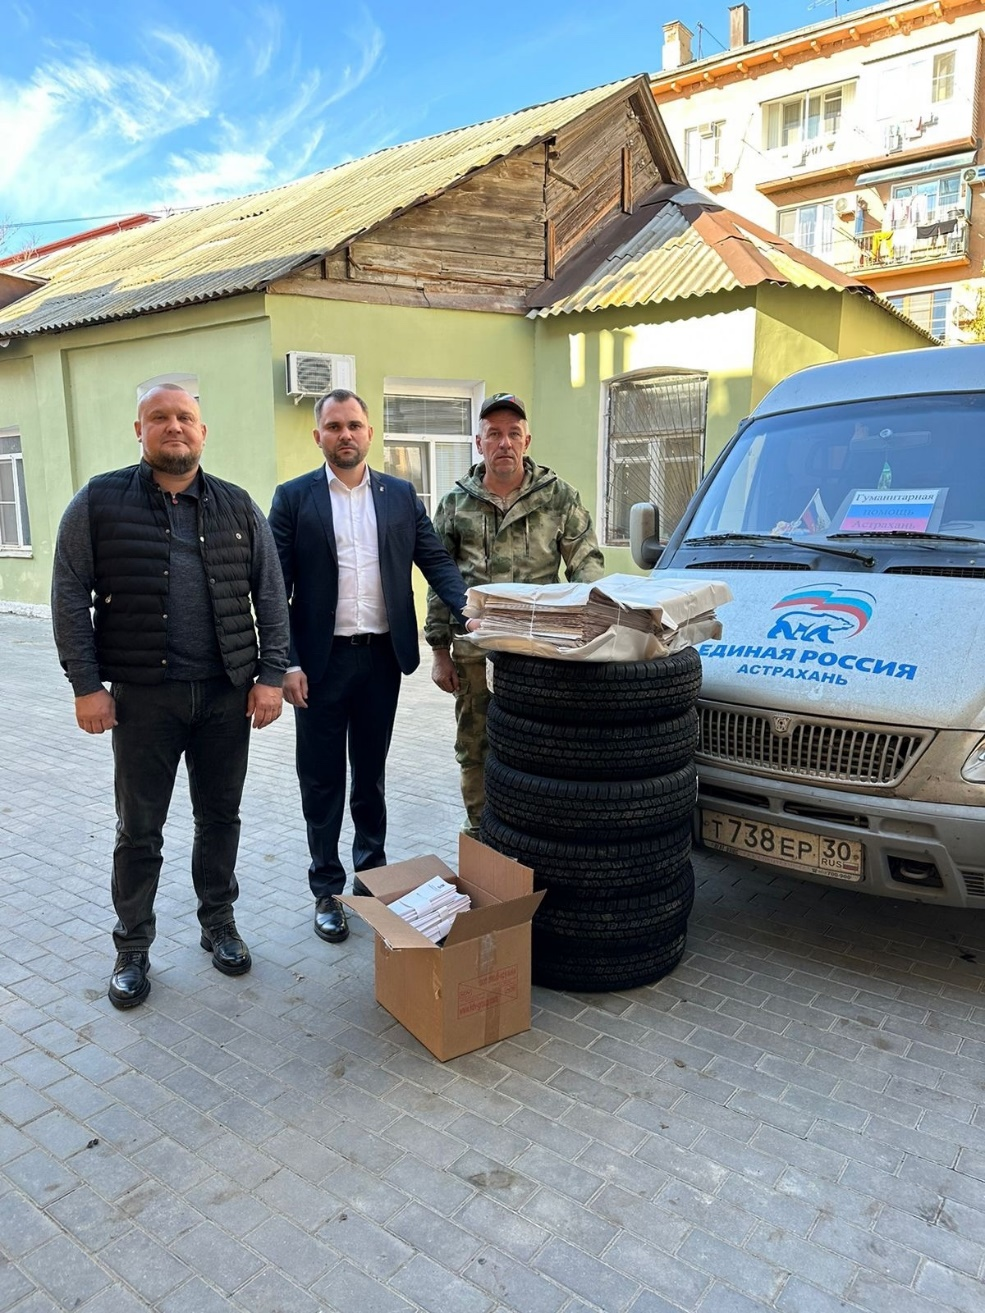 Гуманитарная
помощь
Астрахань
ЕДИНАЯ РОССИЯ
АСТРАХАНЬ
Т 738 ЕР 30
RUS